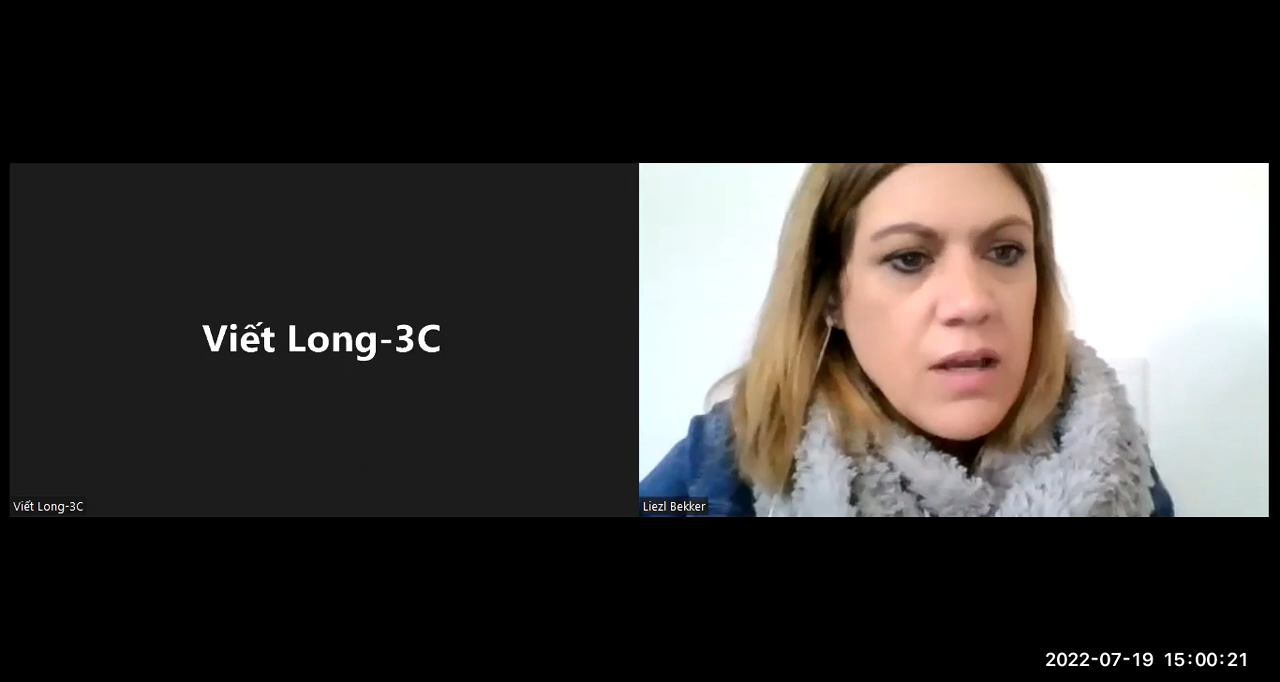 Viết Long-3C
Viết Long-3C
Liezl Bekker
2022-07-19 15:00:21